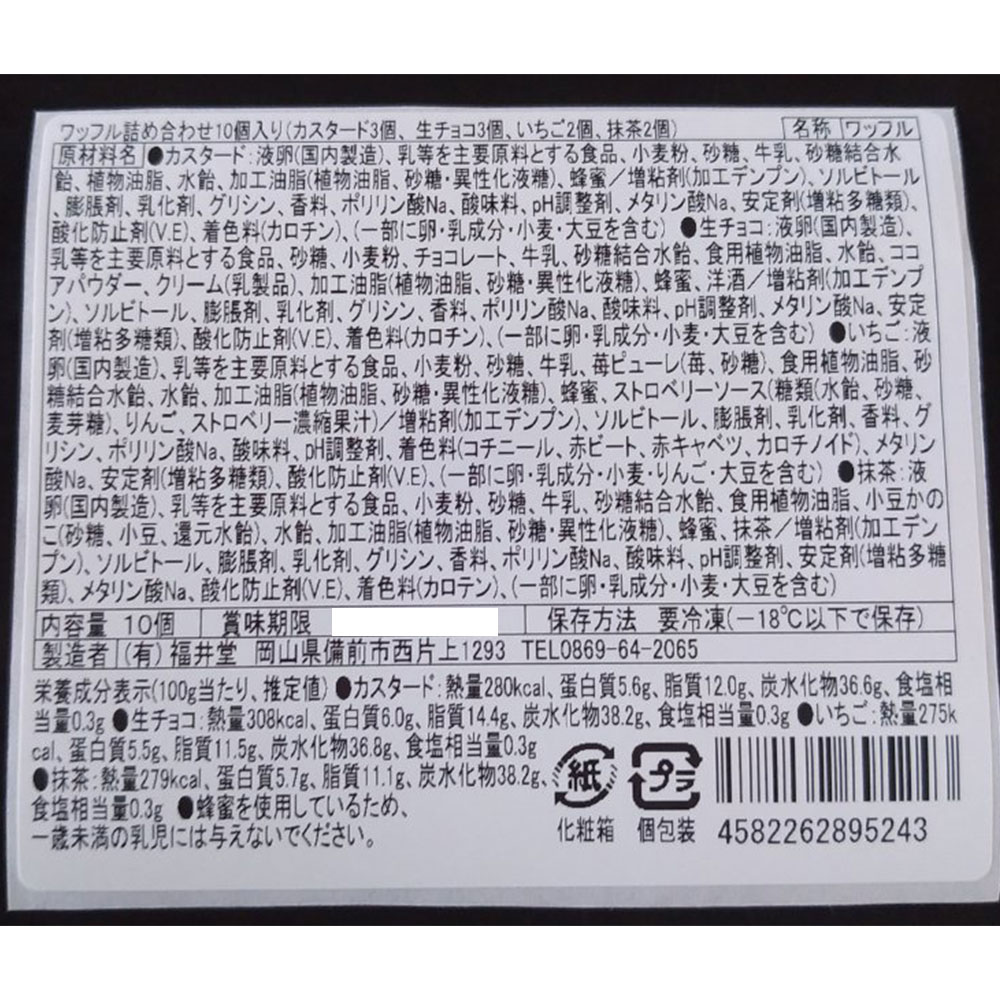 ワッフル詰め合わせ10個入り(カスタード3個、生チョコ3個、いちご2個、抹茶2個) 名称 ワッフル
原材料名 ●カスタード:液卵(国内製造)、乳等を主要原料とする食品、小麦粉、砂糖、牛乳、砂糖結合水
飴、植物油脂、水飴、加工油脂(植物油脂、砂糖・異性化液糖)、蜂蜜/増粘剤(加工デンプン)、ソルビトール
、膨脹剤、乳化剤、グリシン、香料、ポリリン酸Na、酸味料、pH調整剤、メタリン酸Na、安定剤(増粘多糖類)、
酸化防止剤(V.E)、着色料(カロチン)、(一部に卵・乳成分・小麦・大豆を含む) ●生チョコ:液卵(国内製造)、
乳等を主要原料とする食品、砂糖、小麦粉、チョコレート、牛乳、砂糖結合水飴、食用植物油脂、水飴、ココ
アパウダー、クリーム(乳製品)、加工油脂(植物油脂、砂糖・異性化液糖)、蜂蜜、洋酒/増粘剤(加工デンプ
ン)、ソルビトール、膨脹剤、乳化剤、グリシン、香料、ポリリン酸Na、酸味料、pH調整剤、メタリン酸Na、安定
剤(増粘多糖類)、酸化防止剤(V.E)、着色料(カロチン)、(一部に卵・乳成分・小麦・大豆を含む) ●いちご:液
卵(国内製造)、乳等を主要原料とする食品、小麦粉、砂糖、牛乳、苺ピューレ(苺、砂糖)、食用植物油脂、砂
糖結合水飴、水飴、加工油脂(植物油脂、砂糖・異性化液糖)、蜂蜜、ストロベリーソース(糖類(水飴、砂糖、
麦芽糖)、りんご、ストロベリー濃縮果汁)/増粘剤(加工デンプン)、ソルビトール、膨脹剤、乳化剤、香料、グ
リシン、ポリリン酸Na、酸味料、pH調整剤、着色料(コチニール、赤ビート、赤キャベツ、カロチノイド)、メタリン
酸Na、安定剤(増粘多糖類)、酸化防止剤(V.E)、(一部に卵・乳成分・小麦・りんご・大豆を含む) ●抹茶:液
卵(国内製造)、乳等を主要原料とする食品、小麦粉、砂糖、牛乳、砂糖結合水飴、食用植物油脂、小豆かの
こ(砂糖、小豆、還元水飴)、水飴、加工油脂(植物油脂、砂糖・異性化液糖)、蜂蜜、抹茶/増粘剤(加工デン
プン)、ソルビトール、膨脹剤、乳化剤、グリシン、香料、ポリリン酸Na、酸味料、pH調整剤、安定剤(増粘多糖
類)、メタリン酸Na、酸化防止剤(V.E)、着色料(カロテン)、(一部に卵・乳成分・小麦・大豆を含む)
内容量 10個 賞味期限 保存方法 要冷凍(-18℃以下で保存)
製造者 (有)福井堂 岡山県備前市西片上1293 TEL0869-64-2065
栄養成分表示(100g当たり、推定値) ●カスタード:熱量280kcal、蛋白質5.6g、脂質12.0g、炭水化物36.6g、食塩相
当量0.3g ●生チョコ:熱量308kcal、蛋白質6.0g、脂質14.4g、炭水化物38.2g、食塩相当量0.3g ●いちご:熱量275k
cal、蛋白質5.5g、脂質11.5g、炭水化物36.8g、食塩相当量0.3g
●抹茶:熱量279kcal、蛋白質5.7g、脂質11.1g、炭水化物38.2g、
食塩相当量0.3g ●蜂蜜を使用しているため、
一歳未満の乳児には与えないでください。
紙 プラ
化粧箱 個包装 4582262895243